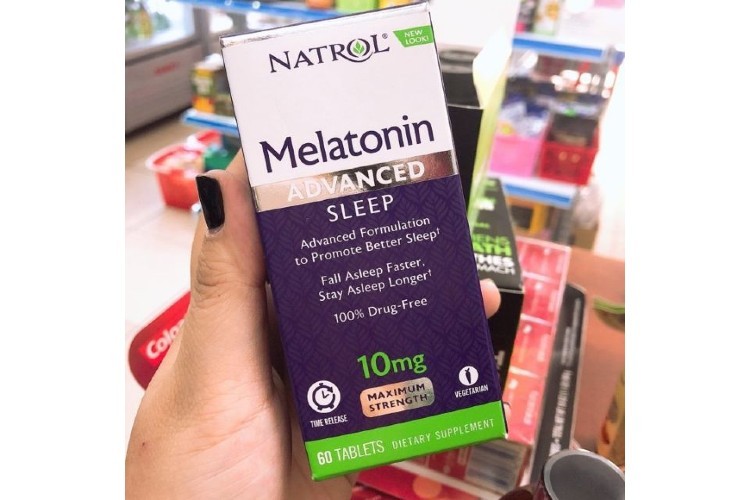 NATROL®
NEW LOOK!
Melatonin
ADVANCED
SLEEP
Advanced Formulation
to Promote Better Sleep†
Fall Asleep Faster,
Stay Asleep Longer†
100% Drug-Free
10mg
MAXIMUM
STRENGTH
TIME RELEASE
VEGETARIAN
60 TABLETS DIETARY SUPPLEMENT